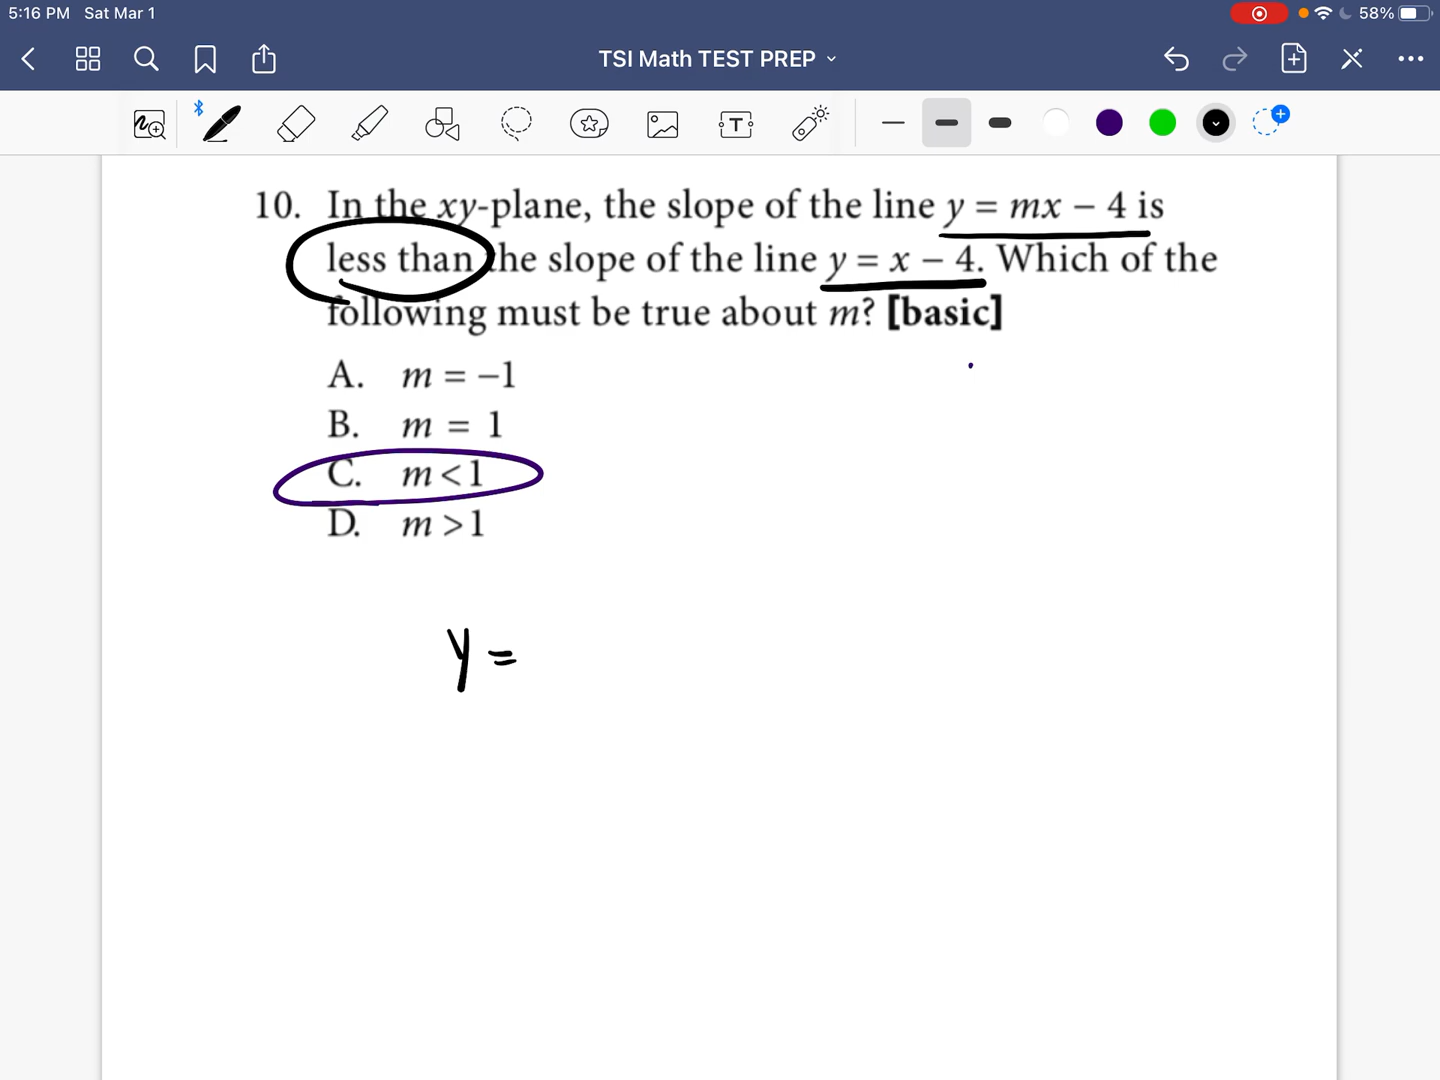 5:16 PM Sat Mar 1
58%
TSI Math TEST PREP
T
10. In the xy-plane, the slope of the line y = mx − 4 is
less than the slope of the line y = x − 4. Which of the
following must be true about m? [basic]
A. m = −1
B. m = 1
C. m < 1
D. m > 1
y =